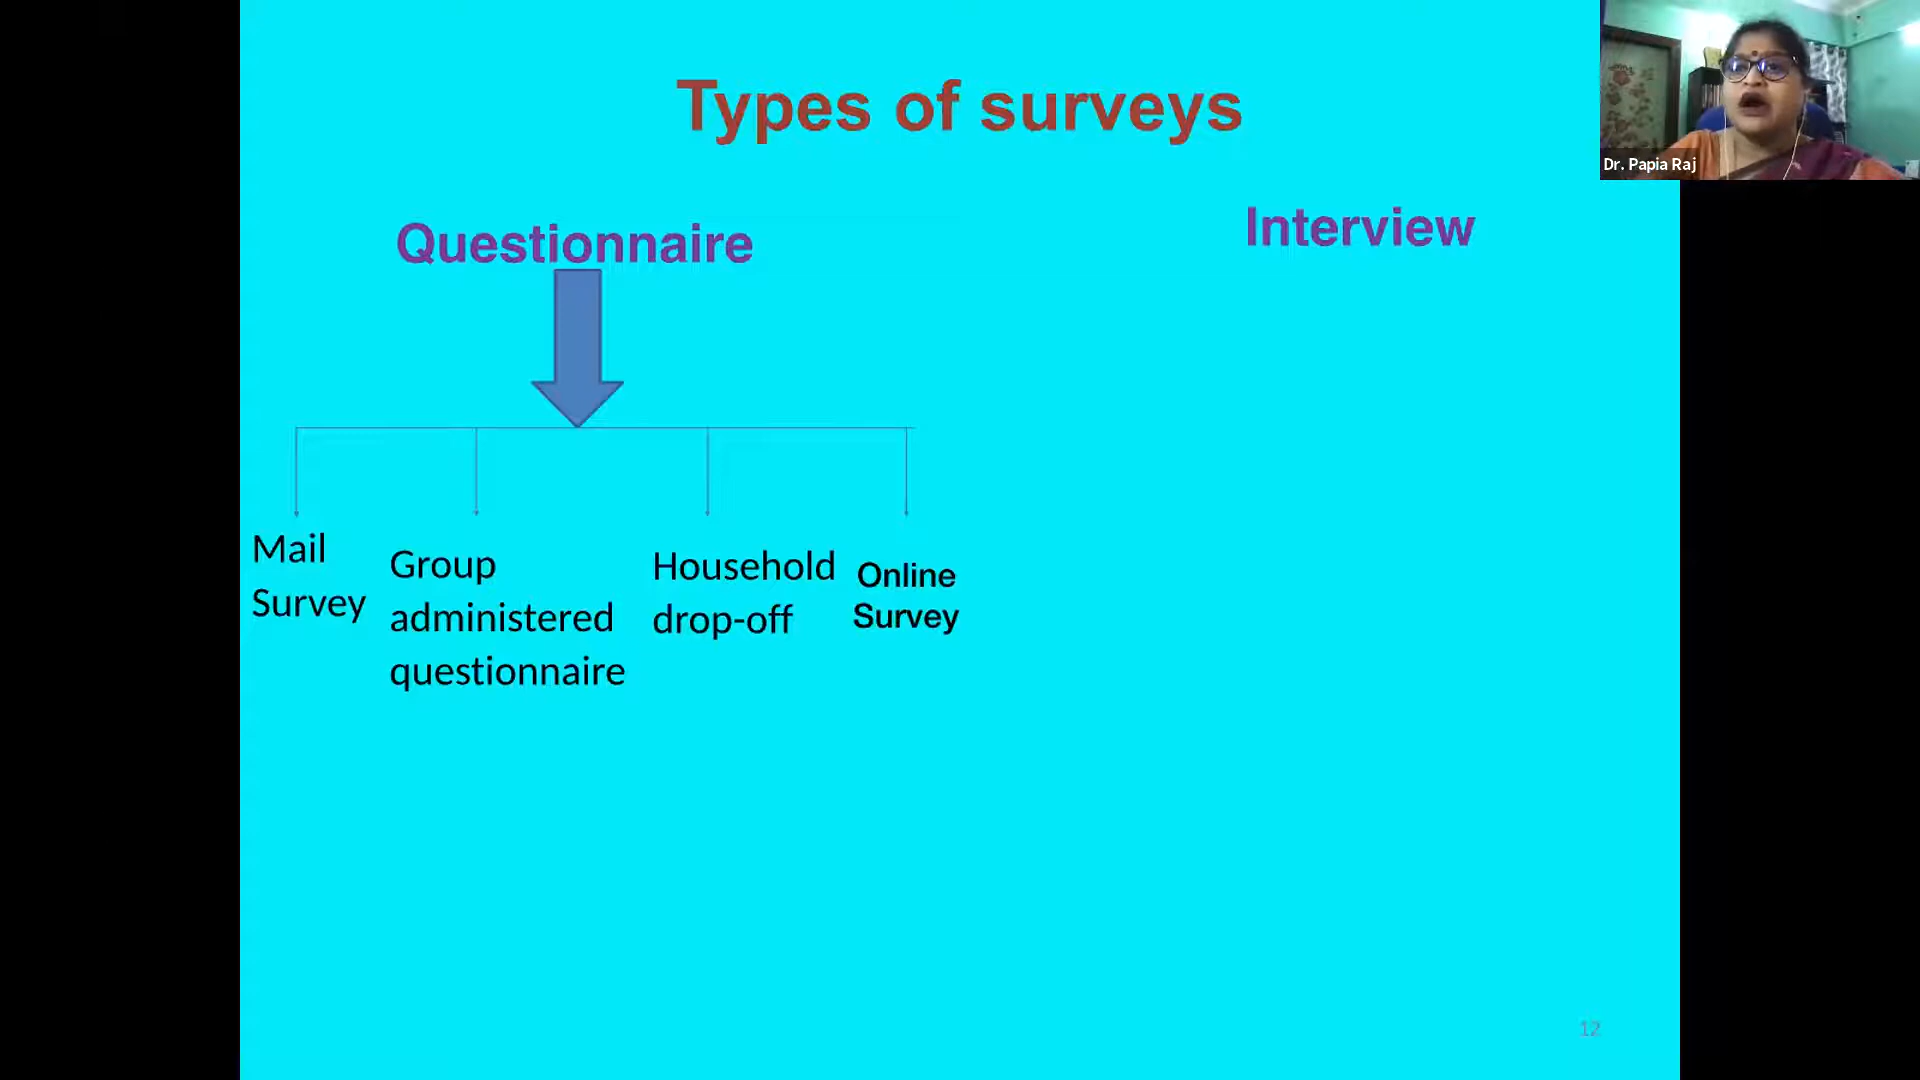 Types of surveys
Dr. Papia Raj
Questionnaire
Interview
Mail
Survey
Group
administered
questionnaire
Household
drop-off
Online
Survey
12